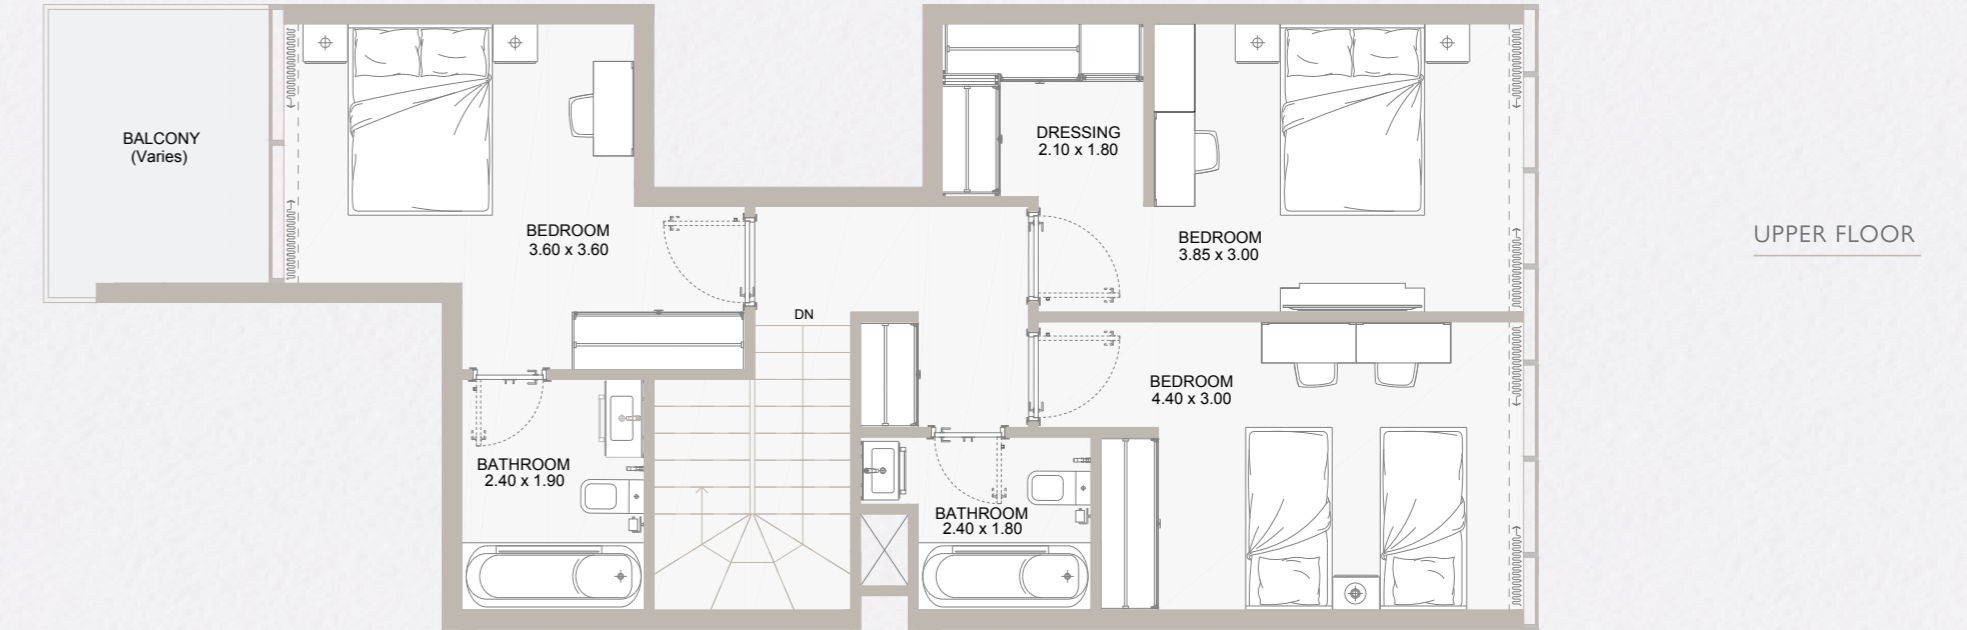 BALCONY
(Varies)
BEDROOM
3.60 x 3.60
DRESSING
2.10 x 1.80
BEDROOM
3.85 x 3.00
UPPER FLOOR
DN
BEDROOM
4.40 x 3.00
BATHROOM
2.40 x 1.90
BATHROOM
2.40 x 1.80